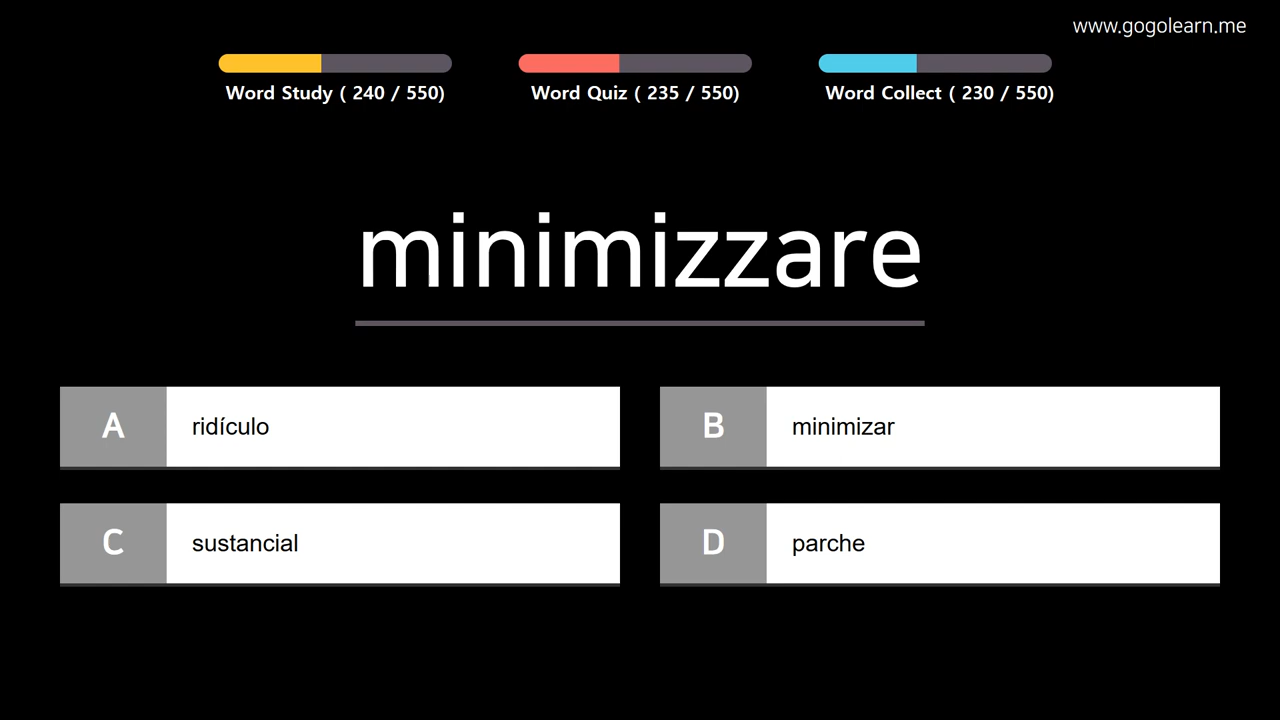 www.gogolearn.me
Word Study ( 240 / 550)
Word Quiz ( 235 / 550)
Word Collect ( 230 / 550)
minimizzare
A ridículo
B minimizar
C sustancial
D parche